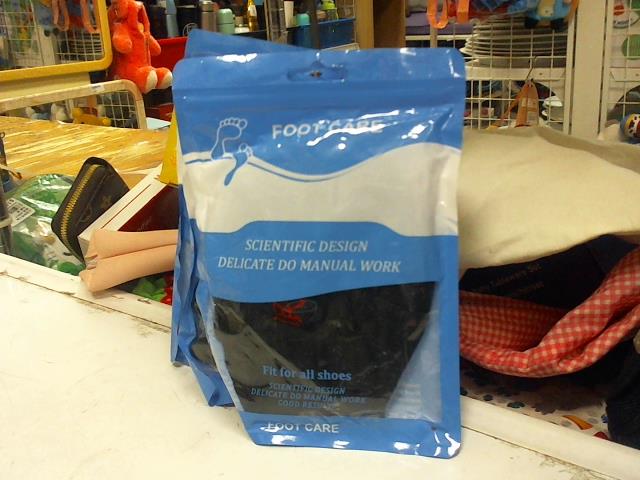 FOOT CARE
SCIENTIFIC DESIGN
DELICATE DO MANUAL WORK
Fit for all shoes
SCIENTIFIC DESIGN
DELICATE DO MANUAL WORK
GOOD RESULT
FOOT CARE